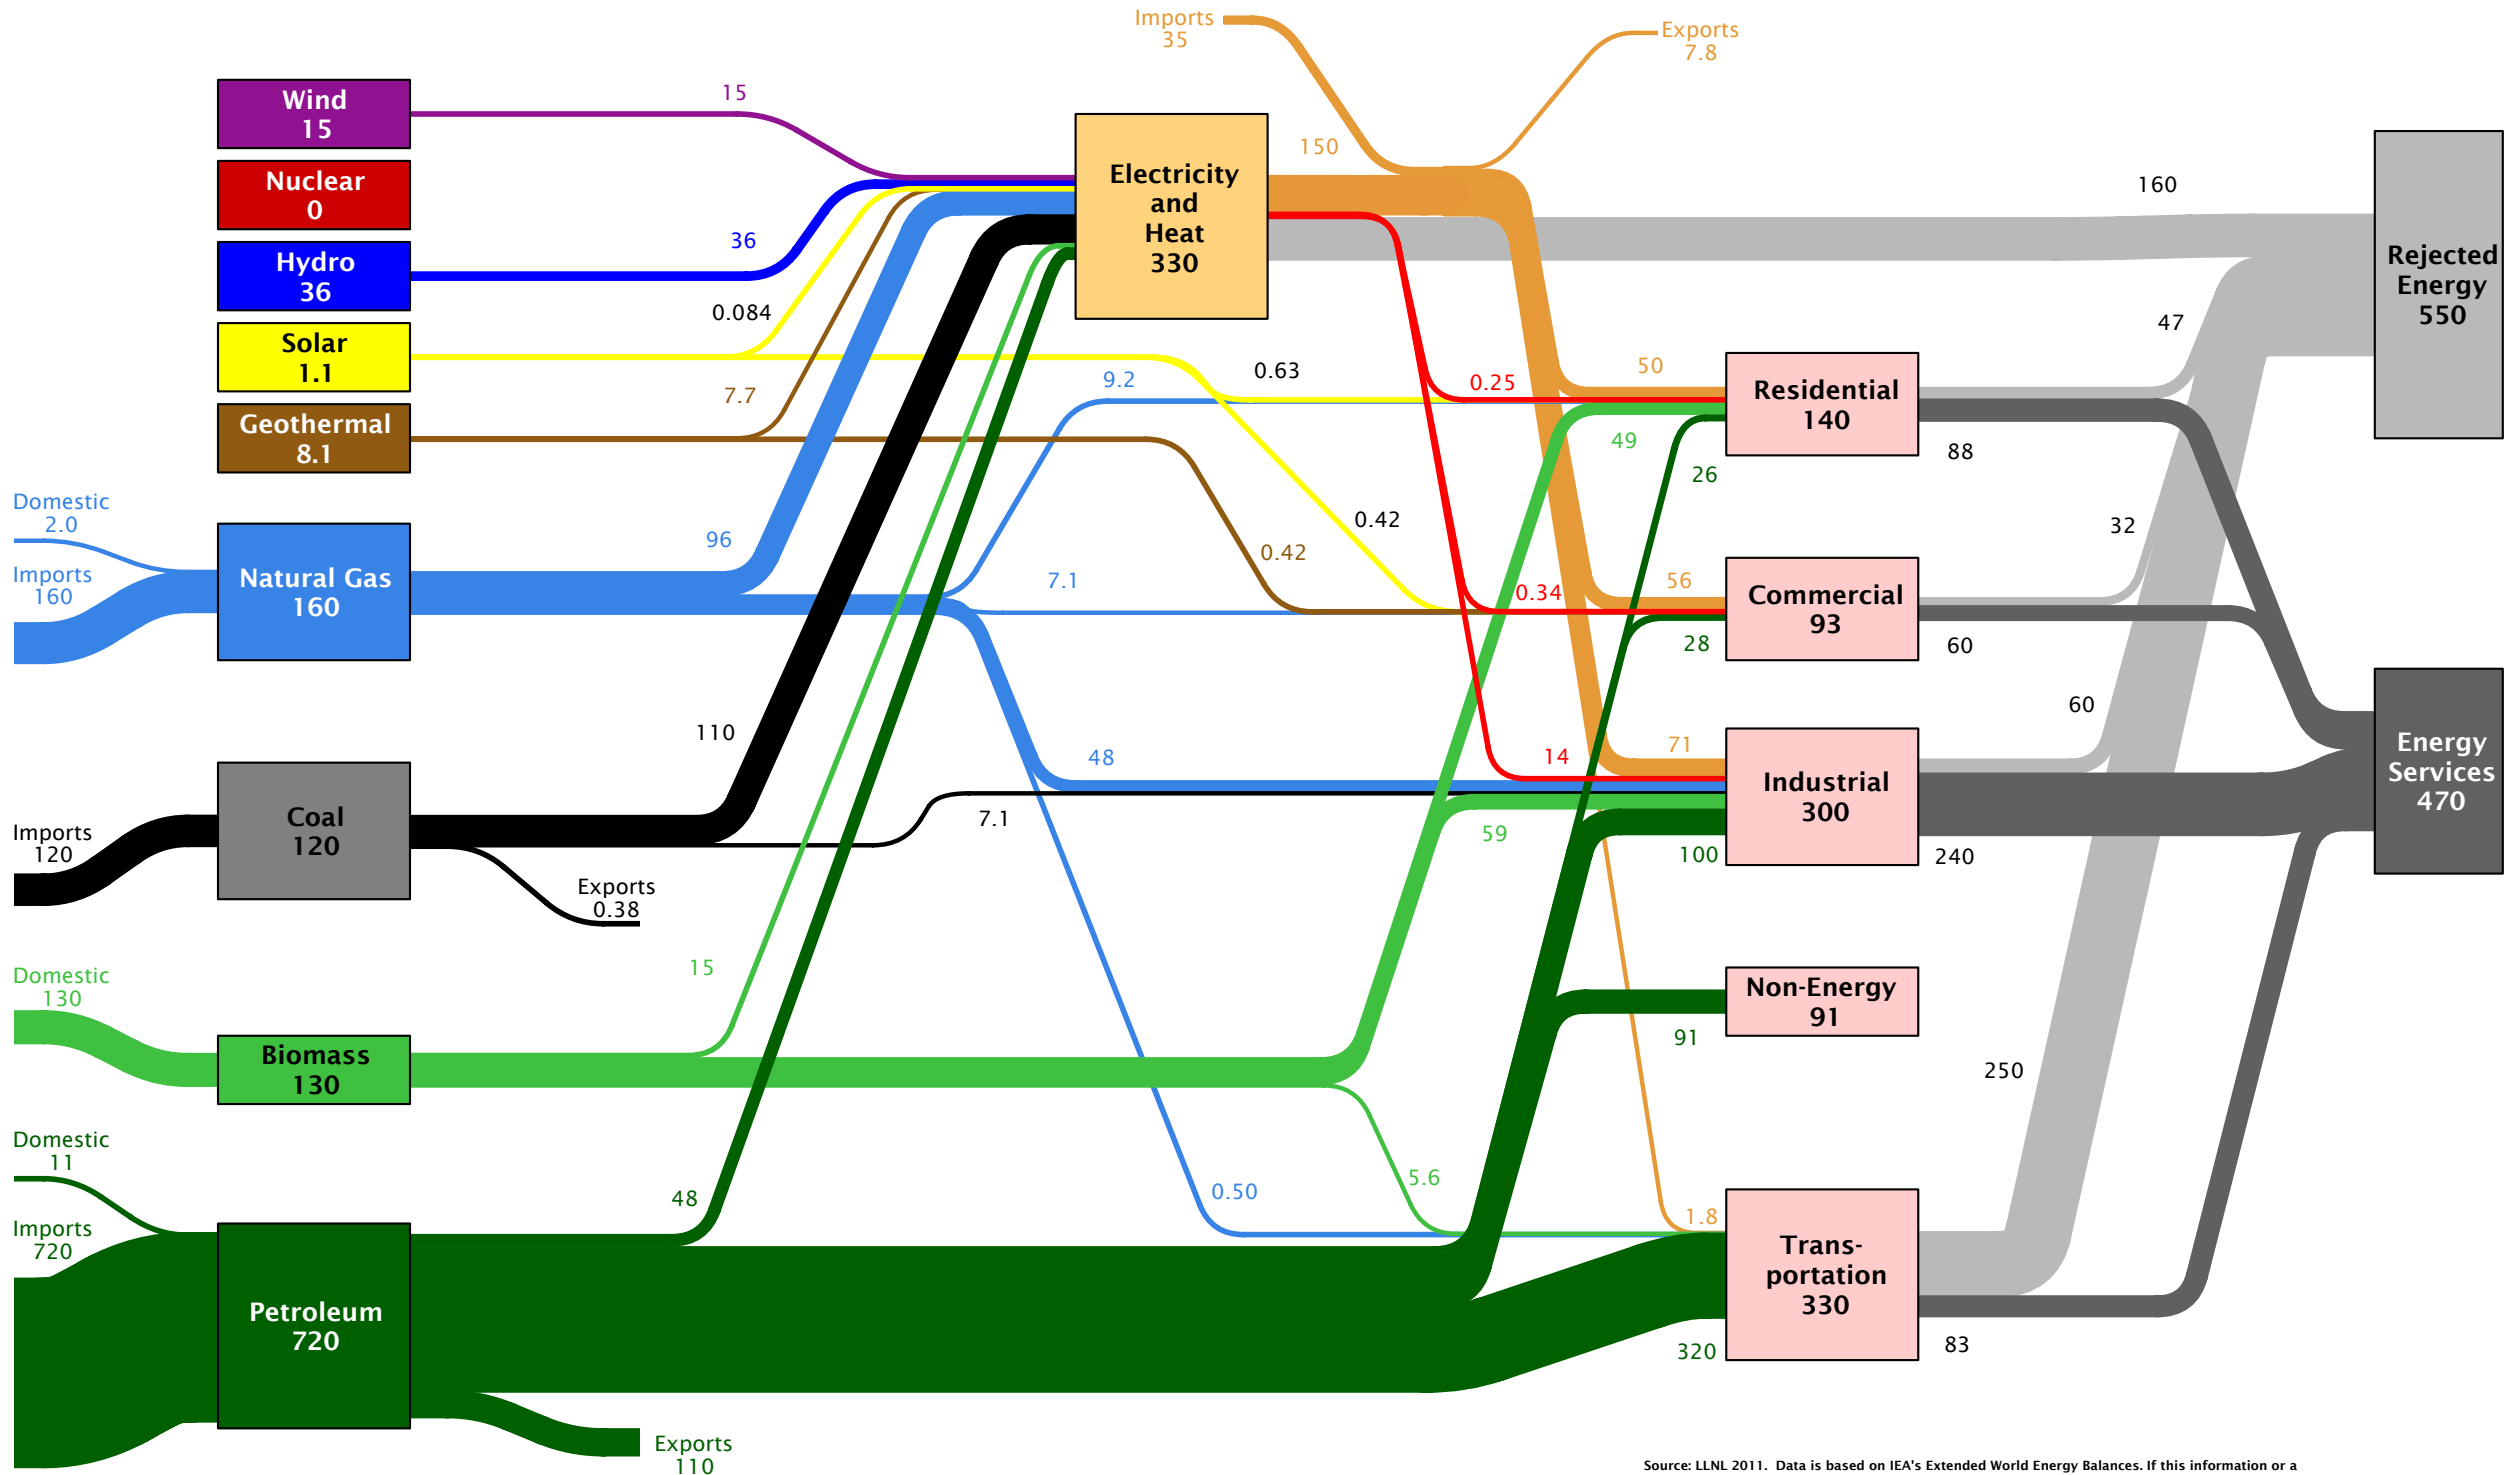 Imports
35
Exports
7.8
Wind
15
15
Nuclear
0
Hydro
36
36
Solar
1.1
0.084
Geothermal
8.1
7.7
Electricity
and
Heat
330
150
160
Rejected
Energy
550
47
0.63
9.2
0.25
50
Residential
140
49
26
88
Domestic
2.0
Imports
160
Natural Gas
160
96
7.1
0.42
0.42
0.34
56
Commercial
93
28
60
32
60
110
48
14
71
Industrial
300
Energy
Services
470
Imports
120
Coal
120
7.1
59
100
240
Exports
0.38
Domestic
130
Biomass
130
15
Non-Energy
91
91
250
Domestic
11
Imports
720
Petroleum
720
48
0.50
5.6
1.8
Trans-
portation
330
320
83
Exports
110
Source: LLNL 2011. Data is based on IEA's Extended World Energy Balances. If this information or a